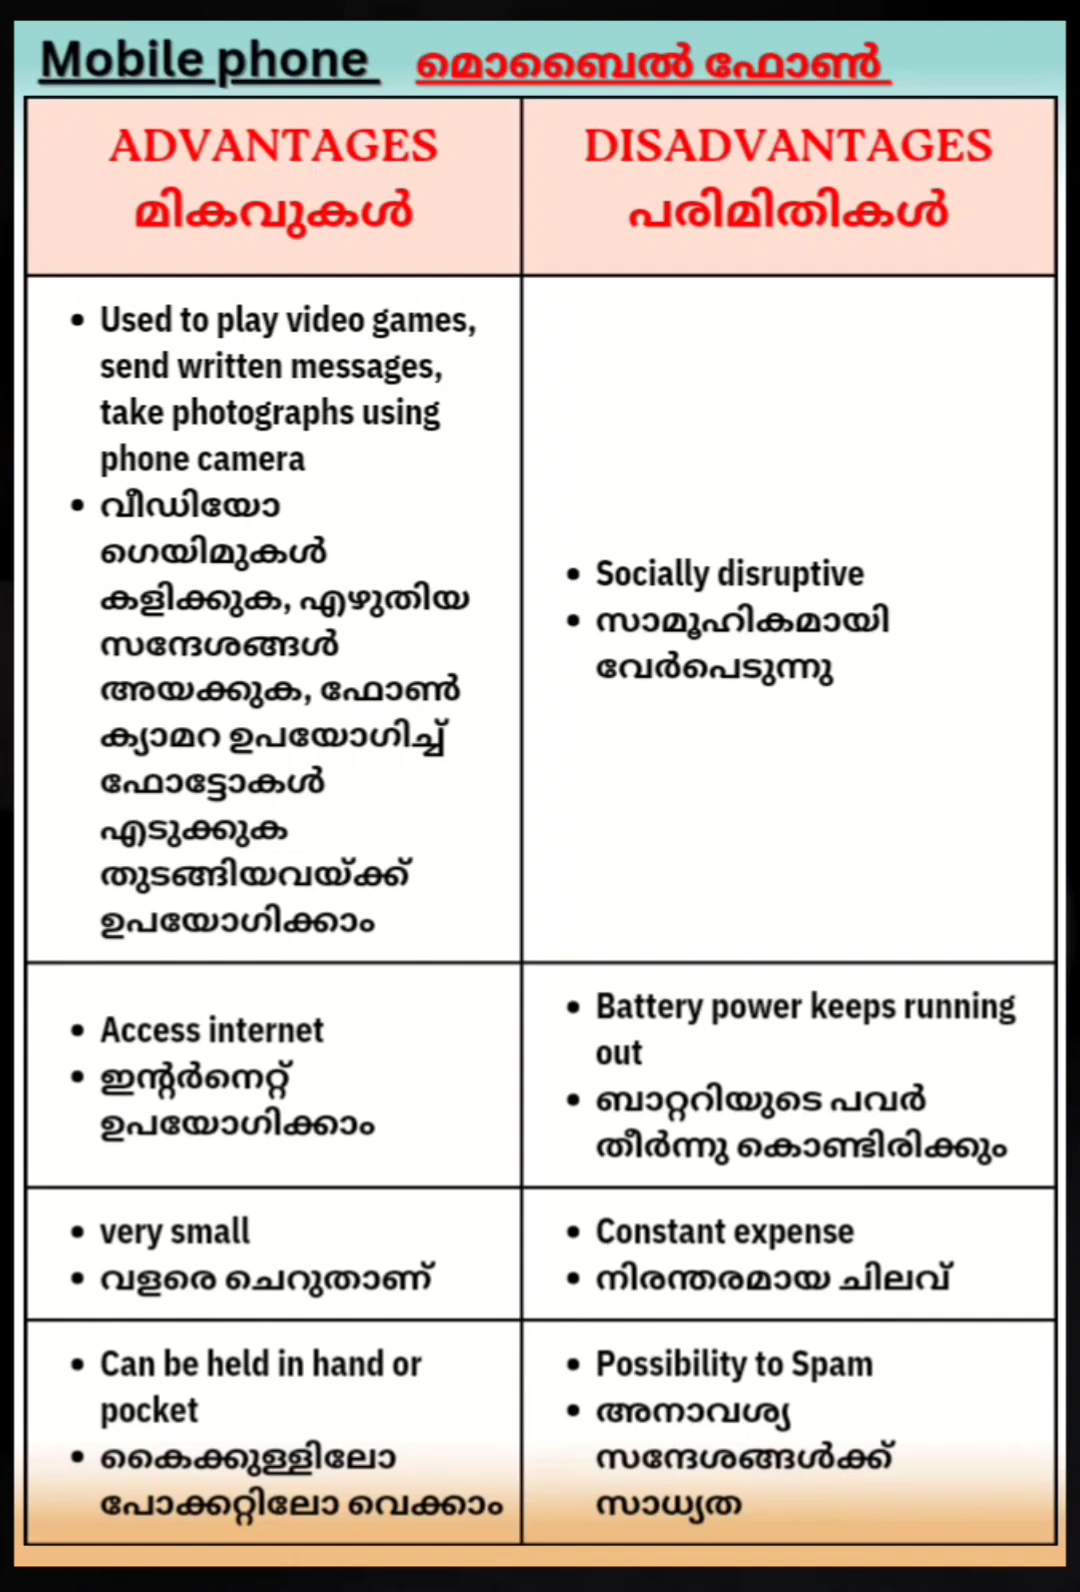 Mobile phone മൊബൈൽ ഫോൺ
ADVANTAGES
മികവുകൾ
DISADVANTAGES
പരിമിതികൾ
• Used to play video games,
send written messages,
take photographs using
phone camera
• വീഡിയോ
ഗെയിമുകൾ
കളിക്കുക, എഴുതിയ
സന്ദേശങ്ങൾ
അയക്കുക, ഫോൺ
ക്യാമറ ഉപയോഗിച്ച്
ഫോട്ടോകൾ
എടുക്കുക
തുടങ്ങിയവയ്ക്ക്
ഉപയോഗിക്കാം
• Socially disruptive
• സാമൂഹികമായി
വേർപെടുന്നു
• Access internet
• ഇന്റർനെറ്റ്
ഉപയോഗിക്കാം
• Battery power keeps running
out
• ബാറ്ററിയുടെ പവർ
തീർന്നു കൊണ്ടിരിക്കും
• very small
• വളരെ ചെറുതാണ്
• Constant expense
• നിരന്തരമായ ചിലവ്
• Can be held in hand or
pocket
• കൈക്കുള്ളിലോ
പോക്കറ്റിലോ വെക്കാം
• Possibility to Spam
• അനാവശ്യ
സന്ദേശങ്ങൾക്ക്
സാധ്യത